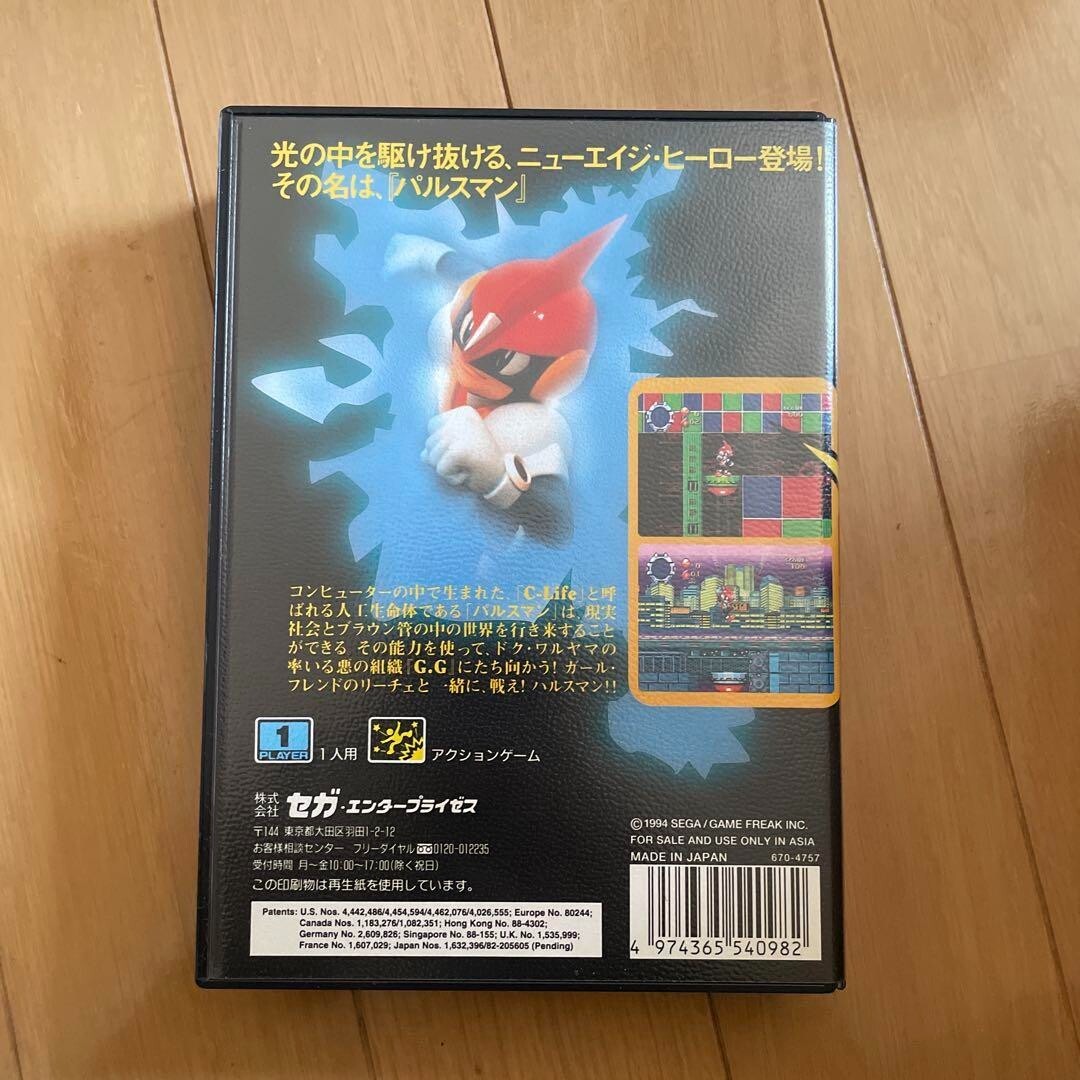 光の中を駆け抜ける、ニューエイジ・ヒーロー登場!
その名は、『パルスマン』
コンピューターの中で生まれた、「C-Life」と呼
ばれる人工生命体である「パルスマン」は、現実
社会とブラウン管の中の世界を行き来すること
ができる。その能力を使って、ドク・ワルヤマの
率いる悪の組織「G.G」にたち向かう! ガール・
フレンドのリーチェと一緒に、戦え! パルスマン!!
1
PLAYER
1人用
アクションゲーム
株式会社 セガ・エンタープライゼス
〒144 東京都大田区羽田1-2-12
お客様相談センター フリーダイヤル 0120-012235
受付時間 月〜金10:00〜17:00(除く祝日)
この印刷物は再生紙を使用しています。
Patents: U.S. Nos. 4,442,486/4,454,594/4,462,076/4,026,555; Europe No. 80244;
Canada Nos. 1,183,276/1,082,351; Hong Kong No. 88-4302;
Germany No. 2,609,826; Singapore No. 88-155; U.K. No. 1,535,999;
France No. 1,607,029; Japan Nos. 1,632,396/82-205605 (Pending)
©1994 SEGA/GAME FREAK INC.
FOR SALE AND USE ONLY IN ASIA
MADE IN JAPAN 670-4757
4 974365 540982